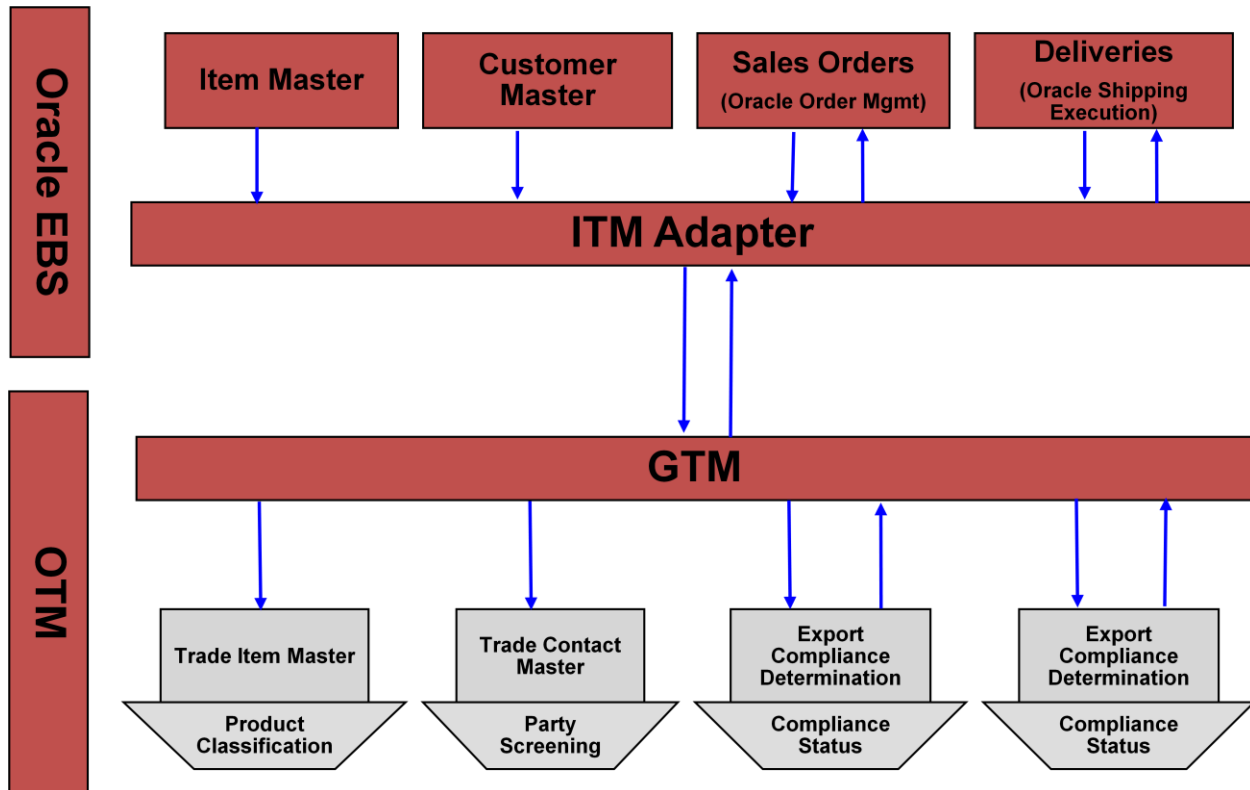 Oracle EBS
Item Master
Customer
Master
Sales Orders
(Oracle Order Mgmt)
Deliveries
(Oracle Shipping
Execution)
ITM Adapter
OTM
GTM
Trade Item Master
Trade Contact
Master
Export
Compliance
Determination
Export
Compliance
Determination
Product
Classification
Party
Screening
Compliance
Status
Compliance
Status